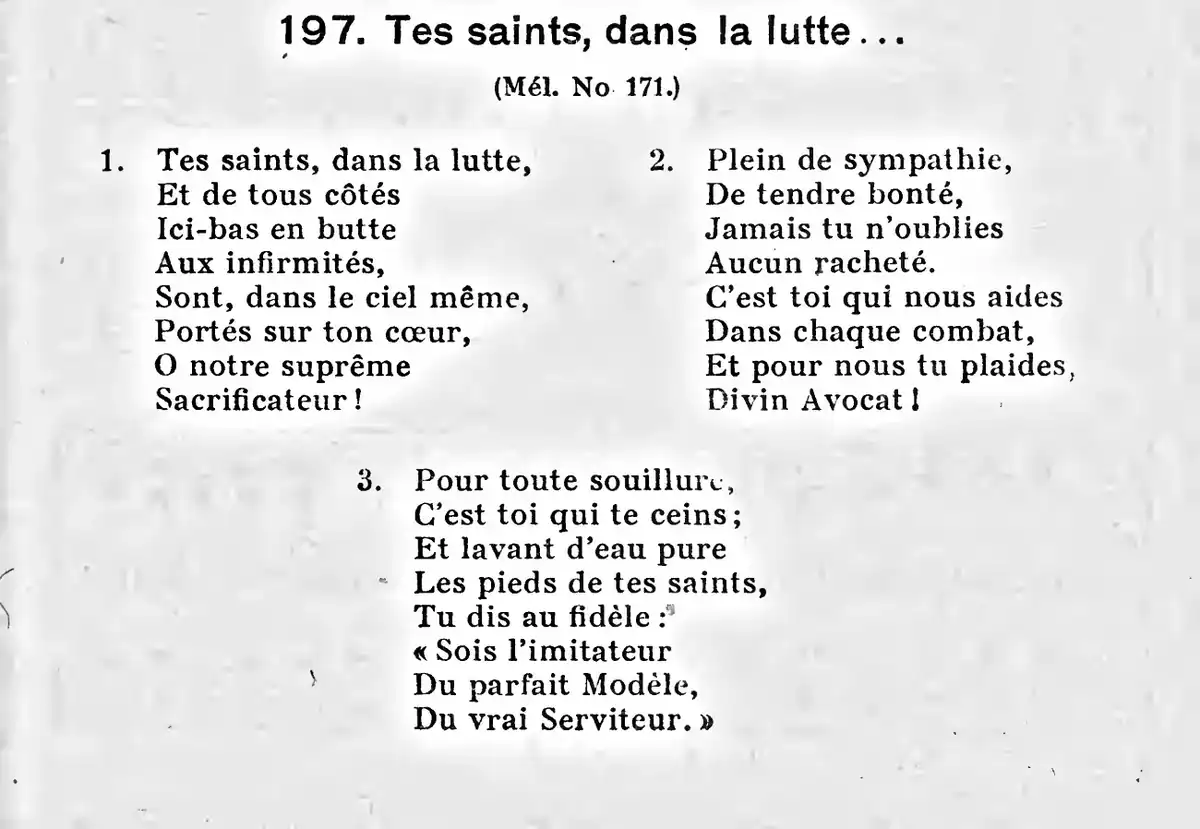 197. Tes saints, dans la lutte...
(Mél. No 171.)
1. Tes saints, dans la lutte,
Et de tous côtés
Ici-bas en butte
Aux infirmités,
Sont, dans le ciel même,
Portés sur ton cœur,
O notre suprême
Sacrificateur !
2. Plein de sympathie,
De tendre bonté,
Jamais tu n'oublies
Aucun racheté.
C'est toi qui nous aides
Dans chaque combat,
Et pour nous tu plaides,
Divin Avocat !
3. Pour toute souillure,
C'est toi qui te ceins ;
Et lavant d'eau pure
Les pieds de tes saints,
Tu dis au fidèle :
« Sois l'imitateur
Du parfait Modèle,
Du vrai Serviteur. »